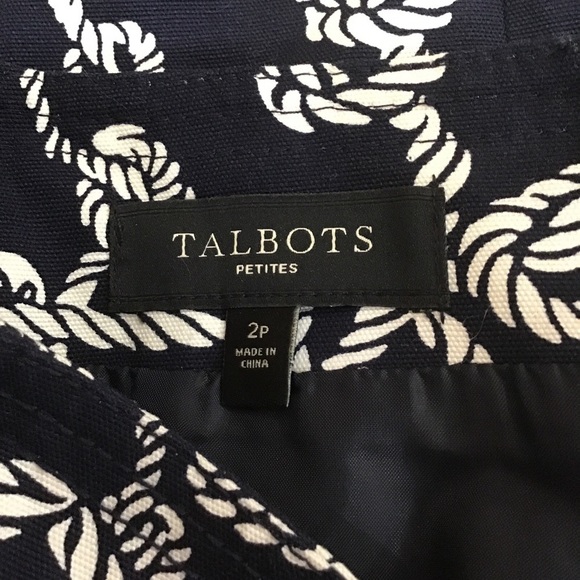 TALBOTS
PETITES
2P
MADE IN
CHINA